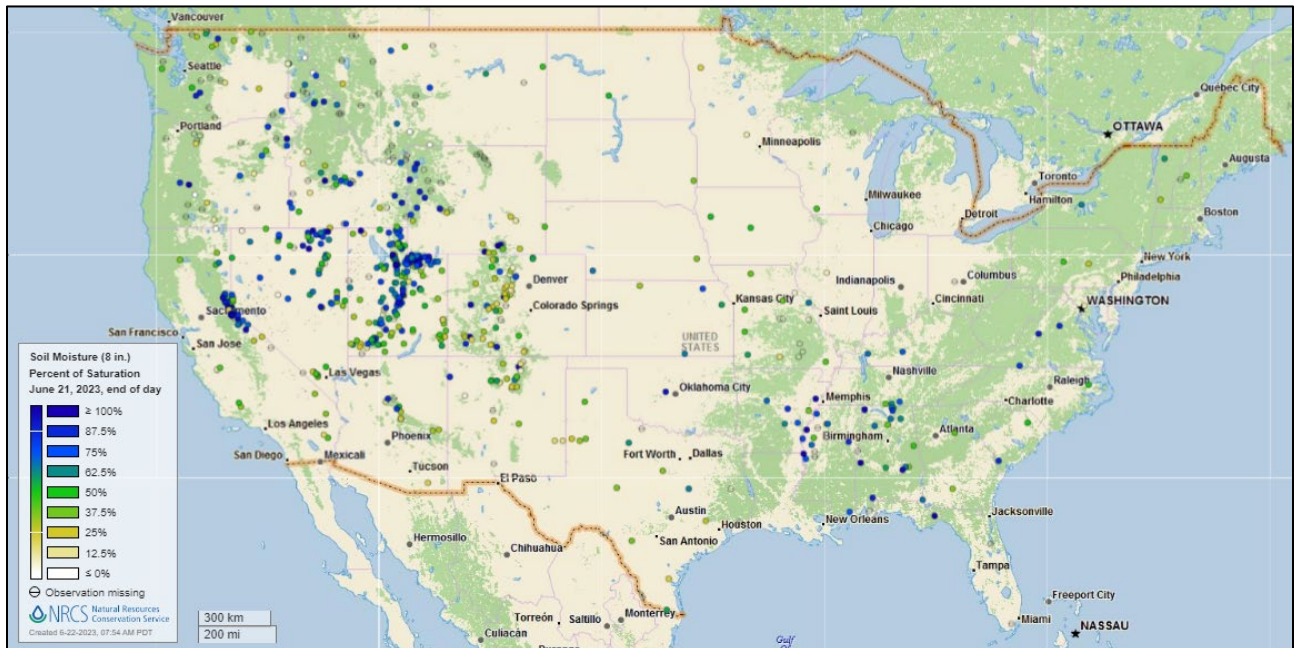 Vancouver
Seattle
Portland
Quebec City
OTTAWA
Augusta
Minneapolis
Toronto
Hamilton
Milwaukee
Detroit
Boston
Chicago
New York
Philadelphia
Indianapolis
Columbus
Denver
Cincinnati
WASHINGTON
Colorado Springs
Kansas City
Saint Louis
Sacramento
San Francisco
San Jose
UNITED
STATES
Las Vegas
Nashville
Raleigh
Oklahoma City
Memphis
Charlotte
Los Angeles
Phoenix
Birmingham
Atlanta
San Diego
Mexicali
Tucson
Fort Worth
Dallas
El Paso
Austin
Houston
New Orleans
Jacksonville
San Antonio
Hermosillo
Chihuahua
Tampa
Freeport City
Monterrey
Torreón
Saltillo
Miami
NASSAU
Culiacán
Gulf
Soil Moisture (8 in.)
Percent of Saturation
June 21, 2023, end of day
≥ 100%
87.5%
75%
62.5%
50%
37.5%
25%
12.5%
≤ 0%
Observation missing
NRCS Natural Resources
Conservation Service
Created 6-22-2023, 07:54 AM PDT
300 km
200 mi